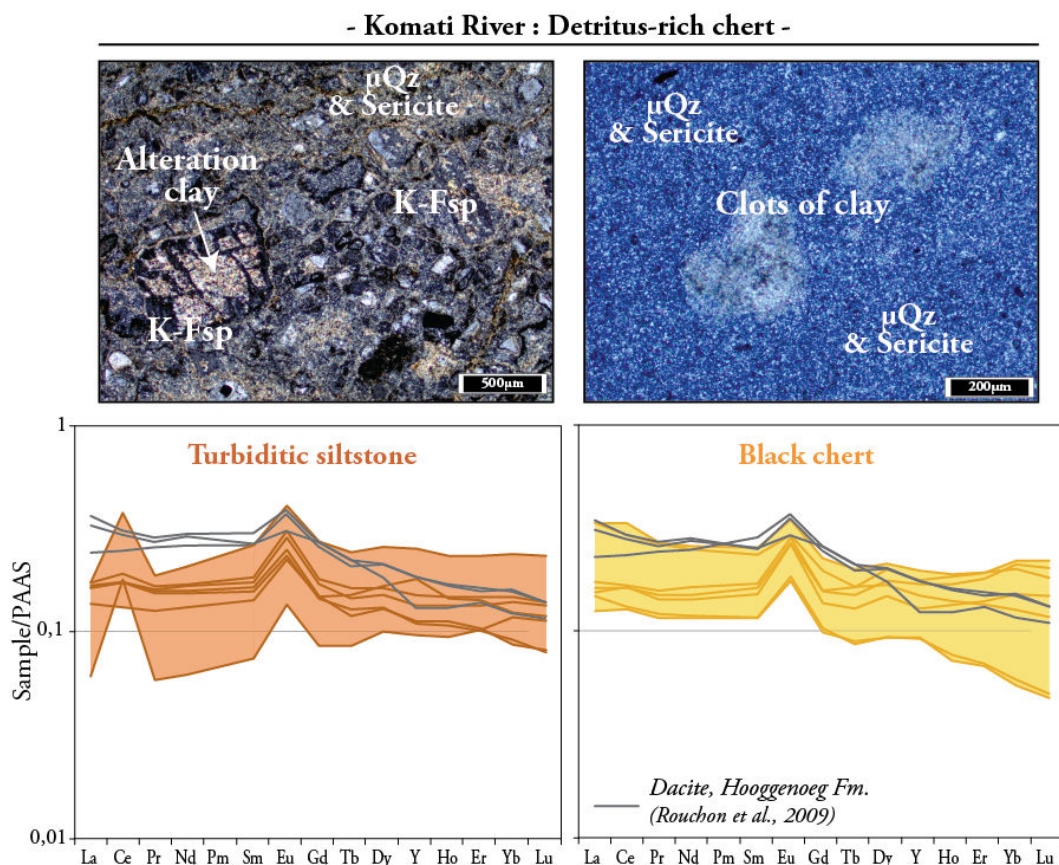 - Komati River : Detritus-rich chert -
µQz
& Sericite
Alteration
clay
K-Fsp
K-Fsp
500µm
µQz
& Sericite
Clots of clay
µQz
& Sericite
200µm
Turbiditic siltstone
Black chert
Sample/PAAS
1
0,1
0,01
La Ce Pr Nd Pm Sm Eu Gd Tb Dy Y Ho Er Yb Lu
Dacite, Hooggenoeg Fm.
(Rouchon et al., 2009)
La Ce Pr Nd Pm Sm Eu Gd Tb Dy Y Ho Er Yb Lu